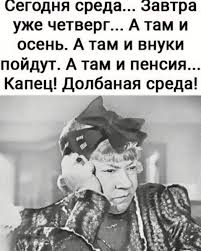 Сегодня среда... Завтра
уже четверг... А там и
осень. А там и внуки
пойдут. А там и пенсия...
Капец! Долбаная среда!